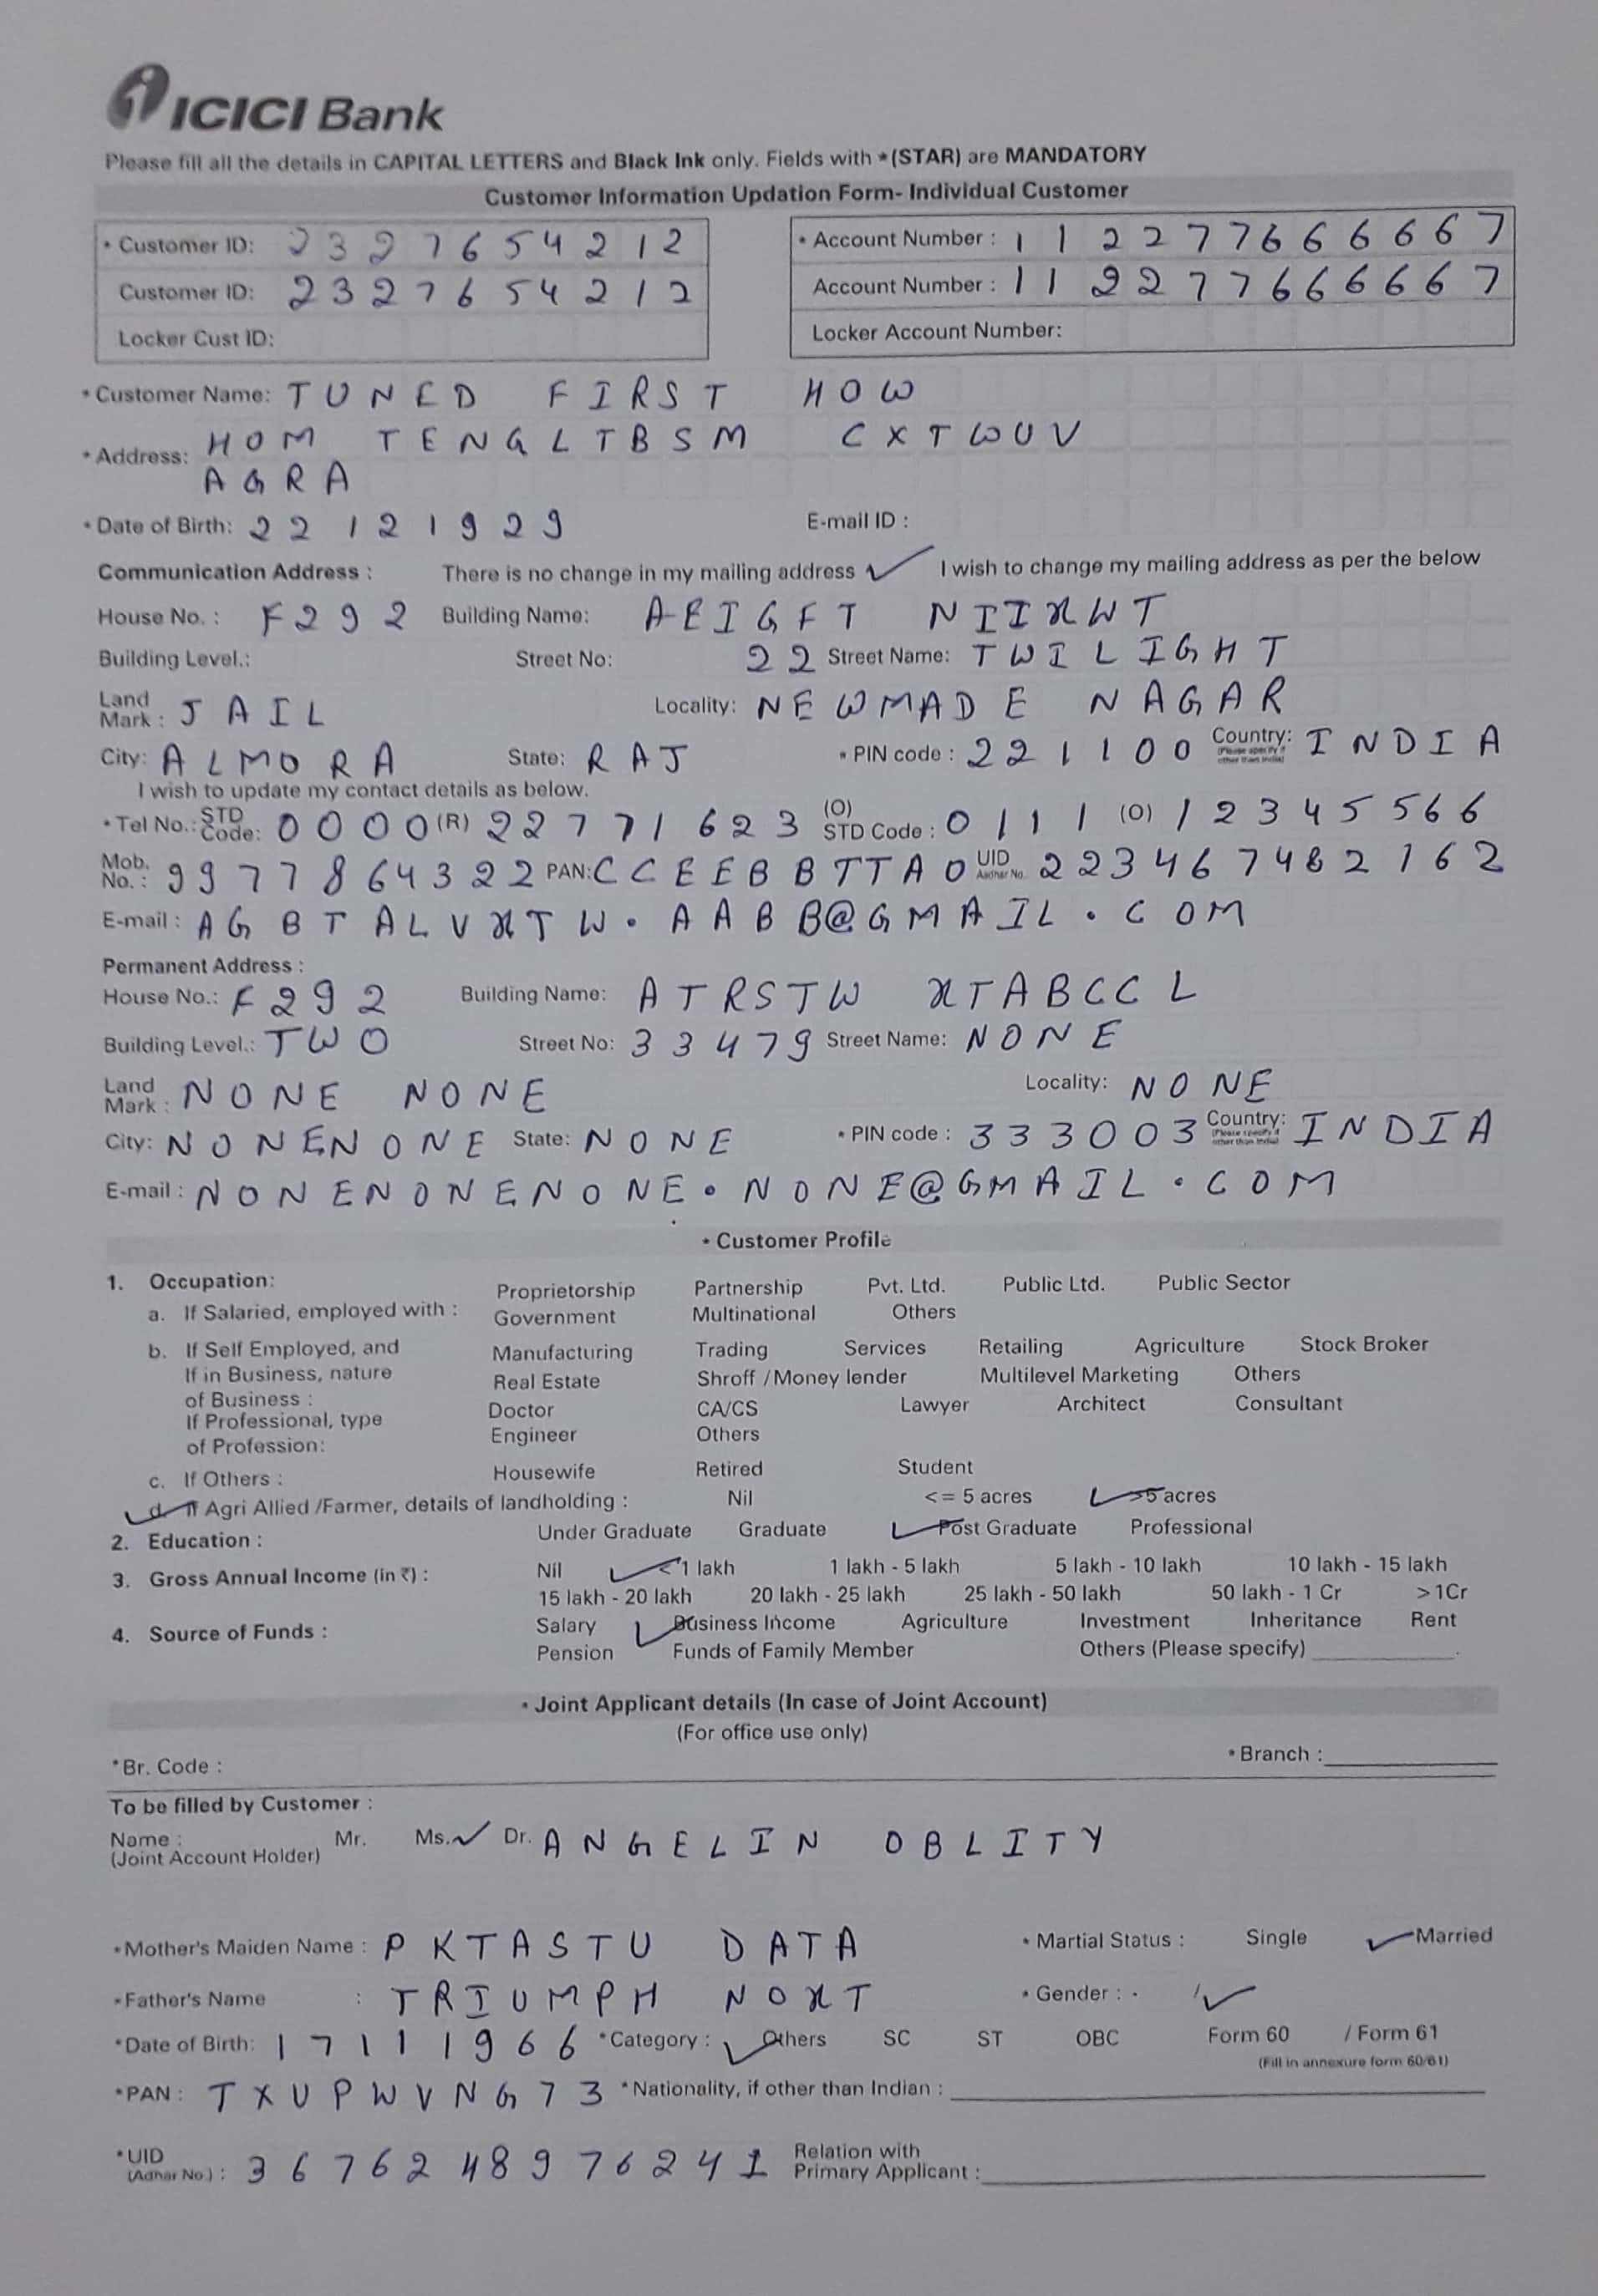 ICICI Bank
Please fill all the details in CAPITAL LETTERS and Black Ink only. Fields with *(STAR) are MANDATORY
Customer Information Updation Form- Individual Customer
* Customer ID: 2327654212 * Account Number : 112277666667
Customer ID: 2327654212 Account Number : 112277666667
Locker Cust ID: Locker Account Number:
* Customer Name: TUNED FIRST HOW
* Address: HOM TENGLTBSM CXTWUV
AGRA
* Date of Birth: 22121929 E-mail ID :
Communication Address : There is no change in my mailing address ✓ I wish to change my mailing address as per the below
House No. : F292 Building Name: AEIGFT NIIXWT
Building Level.: Street No: 22 Street Name: TWILIGHT
Land Mark : JAIL Locality: NEWMADE NAGAR
City: ALMORA State: RAJ * PIN code : 221100 Country: (Please specify if other than India) INDIA
I wish to update my contact details as below.
* Tel No.: STD Code: 0000 (R) 22771623 (O) STD Code : 0111 (O) 12345566
Mob. No. : 9977864322 PAN: CCEEBBTTAO UID Aadhar No. 223467482162
E-mail : AGBTALVXTW.AABB@GMAIL.COM
Permanent Address :
House No.: F292 Building Name: ATRSTW XTABCCL
Building Level.: TWO Street No: 33479 Street Name: NONE
Land Mark : NONE NONE Locality: NONE
City: NONENONE State: NONE * PIN code : 333003 Country: (Please specify if other than India) INDIA
E-mail : NONENONENONE.NONE@GMAIL.COM
* Customer Profile
1. Occupation:
a. If Salaried, employed with : Proprietorship Partnership Pvt. Ltd. Public Ltd. Public Sector
Government Multinational Others
b. If Self Employed, and Manufacturing Trading Services Retailing Agriculture Stock Broker
If in Business, nature Real Estate Shroff /Money lender Multilevel Marketing Others
of Business :
If Professional, type Doctor CA/CS Lawyer Architect Consultant
of Profession: Engineer Others
c. If Others : Housewife Retired Student
✓ d. If Agri Allied /Farmer, details of landholding : Nil <= 5 acres ✓ >5 acres
2. Education : Under Graduate Graduate ✓ Post Graduate Professional
3. Gross Annual Income (in ₹) : Nil ✓ < 1 lakh 1 lakh - 5 lakh 5 lakh - 10 lakh 10 lakh - 15 lakh
15 lakh - 20 lakh 20 lakh - 25 lakh 25 lakh - 50 lakh 50 lakh - 1 Cr >1Cr
4. Source of Funds : Salary ✓ Business Income Agriculture Investment Inheritance Rent
Pension Funds of Family Member Others (Please specify)
* Joint Applicant details (In case of Joint Account)
(For office use only)
*Br. Code : * Branch :
To be filled by Customer :
Name : (Joint Account Holder) Mr. Ms. ✓ Dr. ANGELIN OBLITY
*Mother's Maiden Name : PKTASTU DATA * Martial Status : Single ✓ Married
*Father's Name : TRIUMPH NOXT * Gender : ✓
*Date of Birth: 17111966 *Category : ✓ Others SC ST OBC Form 60 / Form 61
(Fill in annexure form 60/61)
*PAN : TXUPWVNG73 *Nationality, if other than Indian :
*UID (Adhar No.) : 3676248976241 Relation with Primary Applicant :